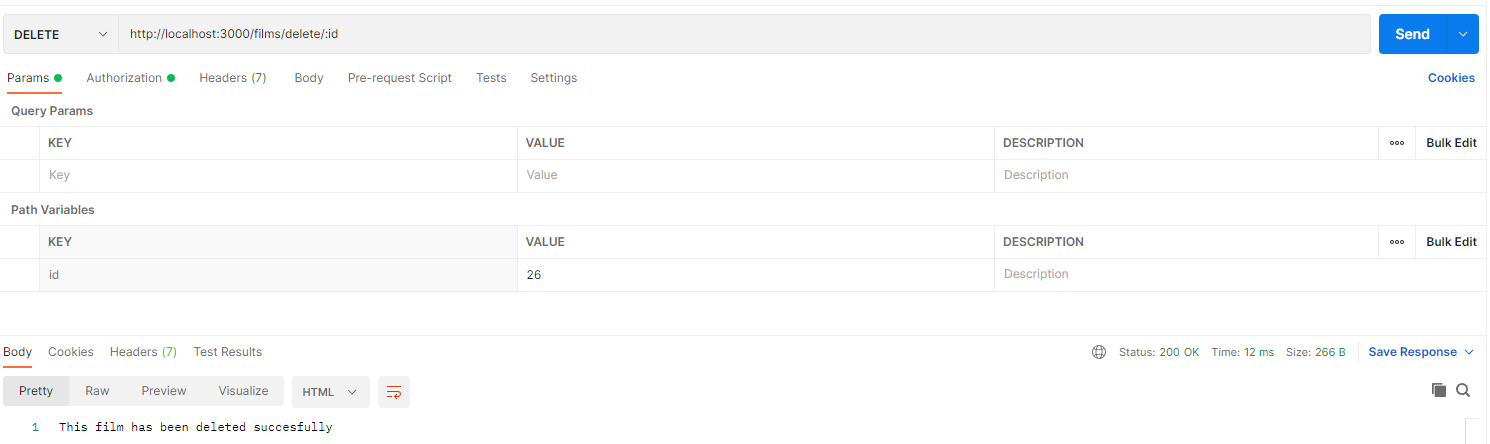 DELETE http://localhost:3000/films/delete/:id Send
Params Authorization Headers (7) Body Pre-request Script Tests Settings Cookies
Query Params
KEY VALUE DESCRIPTION Bulk Edit
Key Value Description
Path Variables
KEY VALUE DESCRIPTION Bulk Edit
id 26 Description
Body Cookies Headers (7) Test Results Status: 200 OK Time: 12 ms Size: 266 B Save Response
Pretty Raw Preview Visualize HTML
1 This film has been deleted succesfully